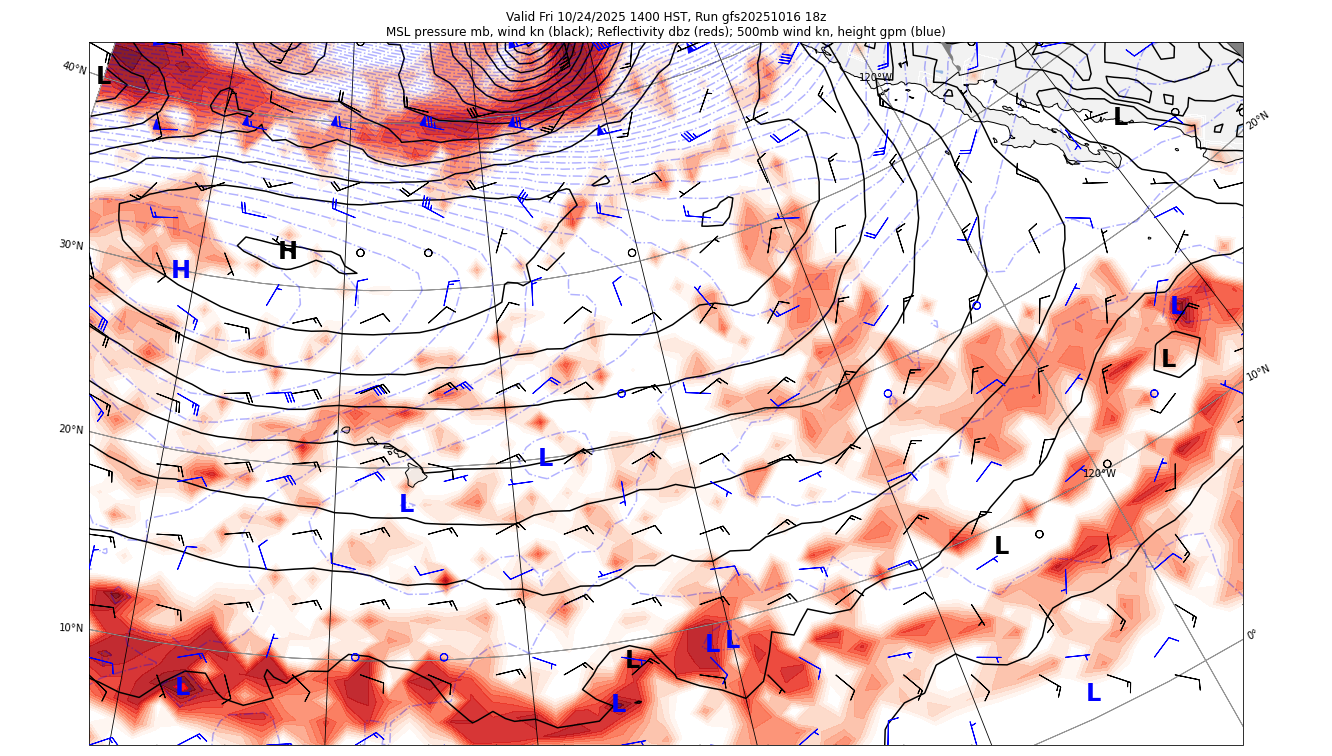 Valid Fri 10/24/2025 1400 HST, Run gfs20251016 18z
MSL pressure mb, wind kn (black); Reflectivity dbz (reds); 500mb wind kn, height gpm (blue)
40°N
L
120°W
L
20°N
30°N
H
H
L
L
10°N
20°N
L
L
120°W
L
10°N
L
L
L
0°
L
L
L